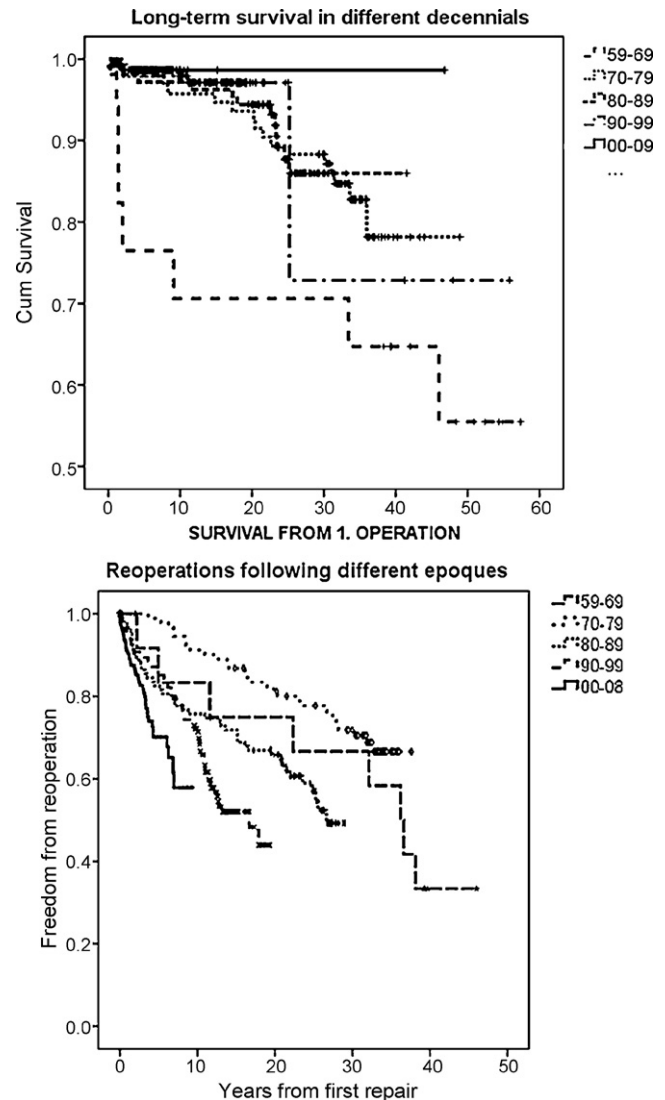 Long-term survival in different decennials
1.0
0.9
0.8
0.7
0.6
0.5
Cum Survival
0 10 20 30 40 50 60
SURVIVAL FROM 1. OPERATION
59-69
70-79
80-89
90-99
00-09
...
Reoperations following different epoques
1.0
0.8
0.6
0.4
0.2
0.0
Freedom from reoperation
0 10 20 30 40 50
Years from first repair
59-69
70-79
80-89
90-99
00-08